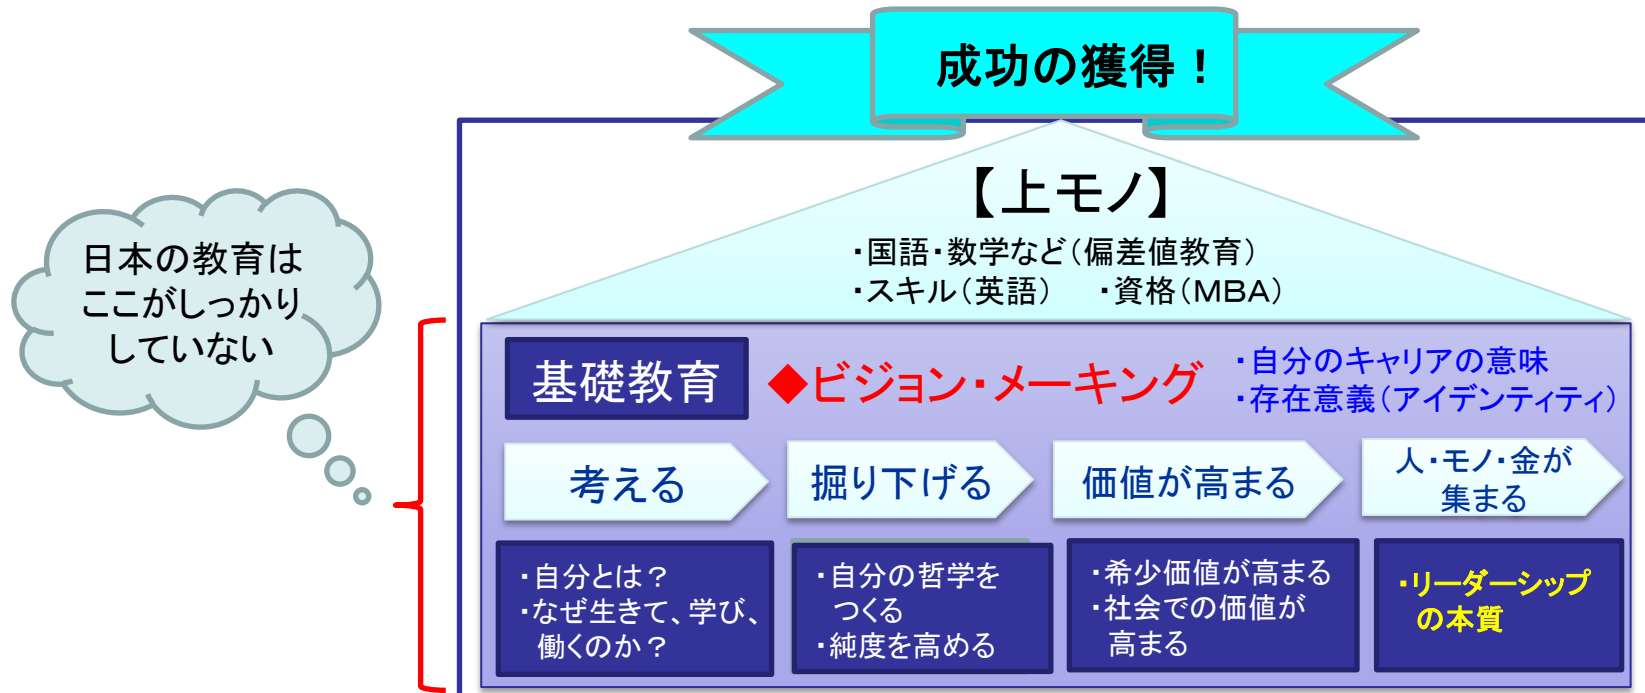 成功の獲得！
【上モノ】
・国語・数学など（偏差値教育）
・スキル（英語）　・資格（ＭＢＡ）
日本の教育は
ここがしっかり
していない
基礎教育
◆ビジョン・メーキング
・自分のキャリアの意味
・存在意義（アイデンティティ）
考える
掘り下げる
価値が高まる
人・モノ・金が
集まる
・自分とは？
・なぜ生きて、学び、
働くのか？
・自分の哲学を
つくる
・純度を高める
・希少価値が高まる
・社会での価値が
高まる
・リーダーシップ
の本質